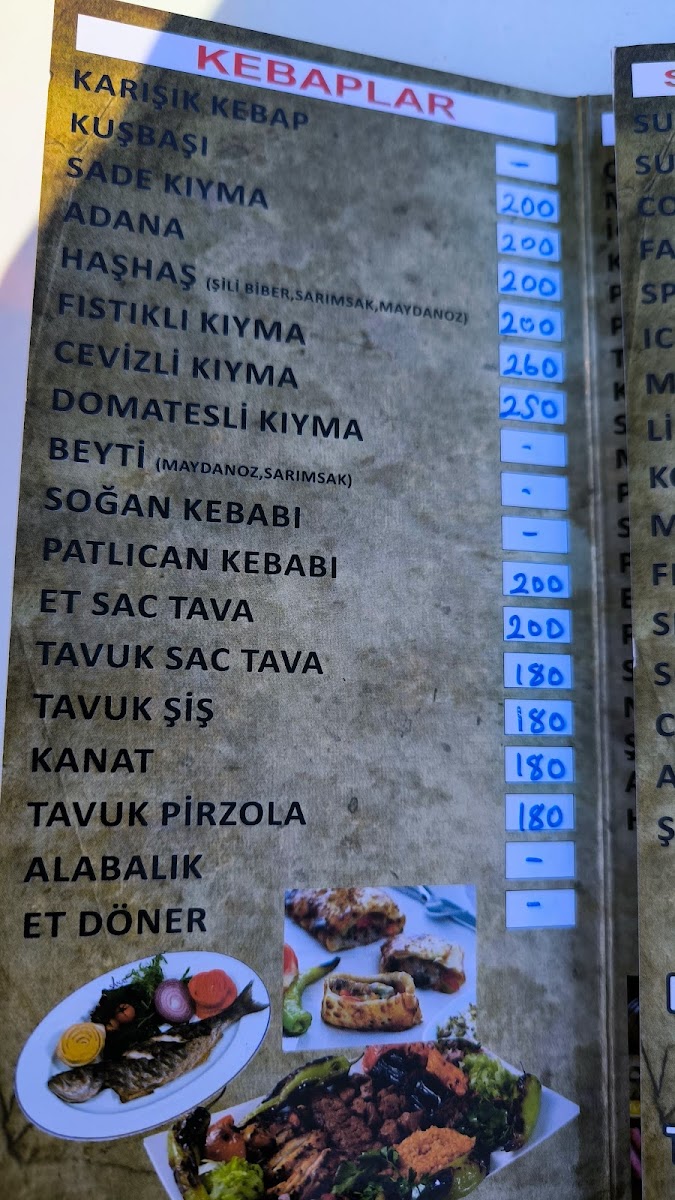 KEBAPLAR
KARIŞIK KEBAP -
KUŞBAŞI 200
SADE KIYMA 200
ADANA 200
HAŞHAŞ (ŞİLİ BİBER,SARIMSAK,MAYDANOZ) 200
FISTIKLI KIYMA 260
CEVİZLİ KIYMA 250
DOMATESLİ KIYMA -
BEYTİ (MAYDANOZ,SARIMSAK) -
SOĞAN KEBABI -
PATLICAN KEBABI 200
ET SAC TAVA 200
TAVUK SAC TAVA 180
TAVUK ŞİŞ 180
KANAT 180
TAVUK PİRZOLA 180
ALABALIK -
ET DÖNER -